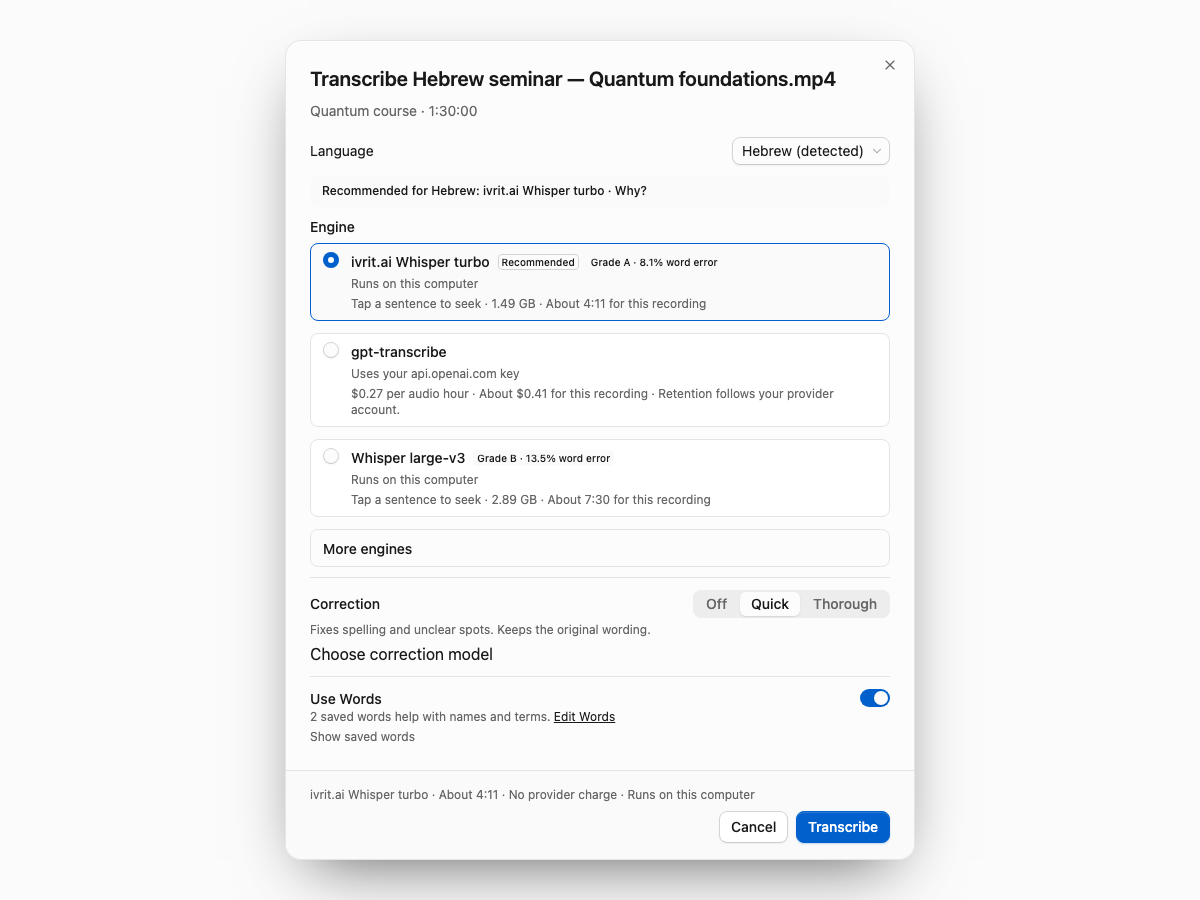 Transcribe Hebrew seminar — Quantum foundations.mp4
Quantum course · 1:30:00
Language
Hebrew (detected)
Recommended for Hebrew: ivrit.ai Whisper turbo · Why?
Engine
ivrit.ai Whisper turbo Recommended Grade A · 8.1% word error
Runs on this computer
Tap a sentence to seek · 1.49 GB · About 4:11 for this recording
gpt-transcribe
Uses your api.openai.com key
$0.27 per audio hour · About $0.41 for this recording · Retention follows your provider
account.
Whisper large-v3 Grade B · 13.5% word error
Runs on this computer
Tap a sentence to seek · 2.89 GB · About 7:30 for this recording
More engines
Correction
Off Quick Thorough
Fixes spelling and unclear spots. Keeps the original wording.
Choose correction model
Use Words
2 saved words help with names and terms. Edit Words
Show saved words
ivrit.ai Whisper turbo · About 4:11 · No provider charge · Runs on this computer
Cancel Transcribe